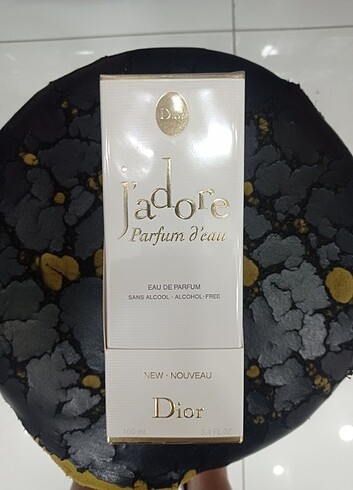 Dior
j'adore
Parfum d'eau
EAU DE PARFUM
SANS ALCOOL · ALCOHOL-FREE
NEW · NOUVEAU
Dior
100 ml 3.4 FL.OZ